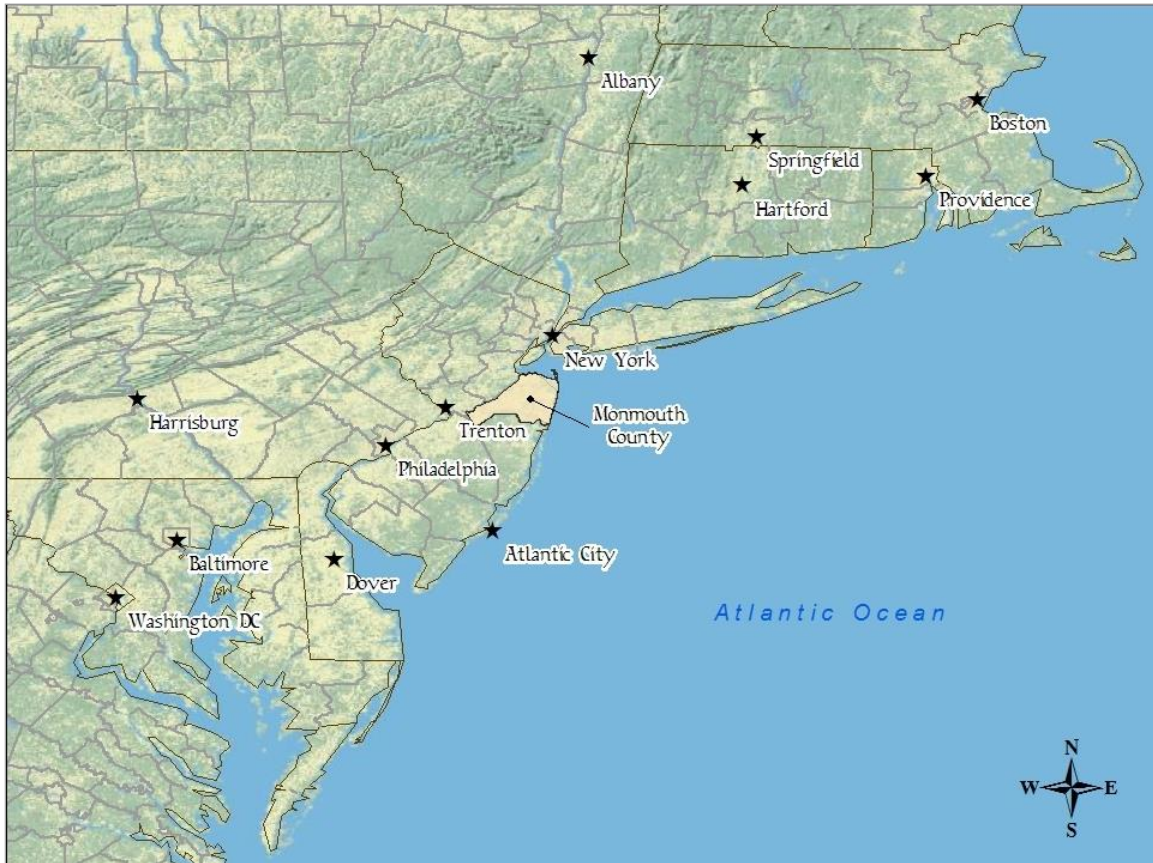 Albany
Boston
Springfield
Hartford
Providence
New York
Harrisburg
Monmouth
County
Trenton
Philadelphia
Atlantic City
Baltimore
Dover
Washington DC
Atlantic Ocean
N
W
E
S